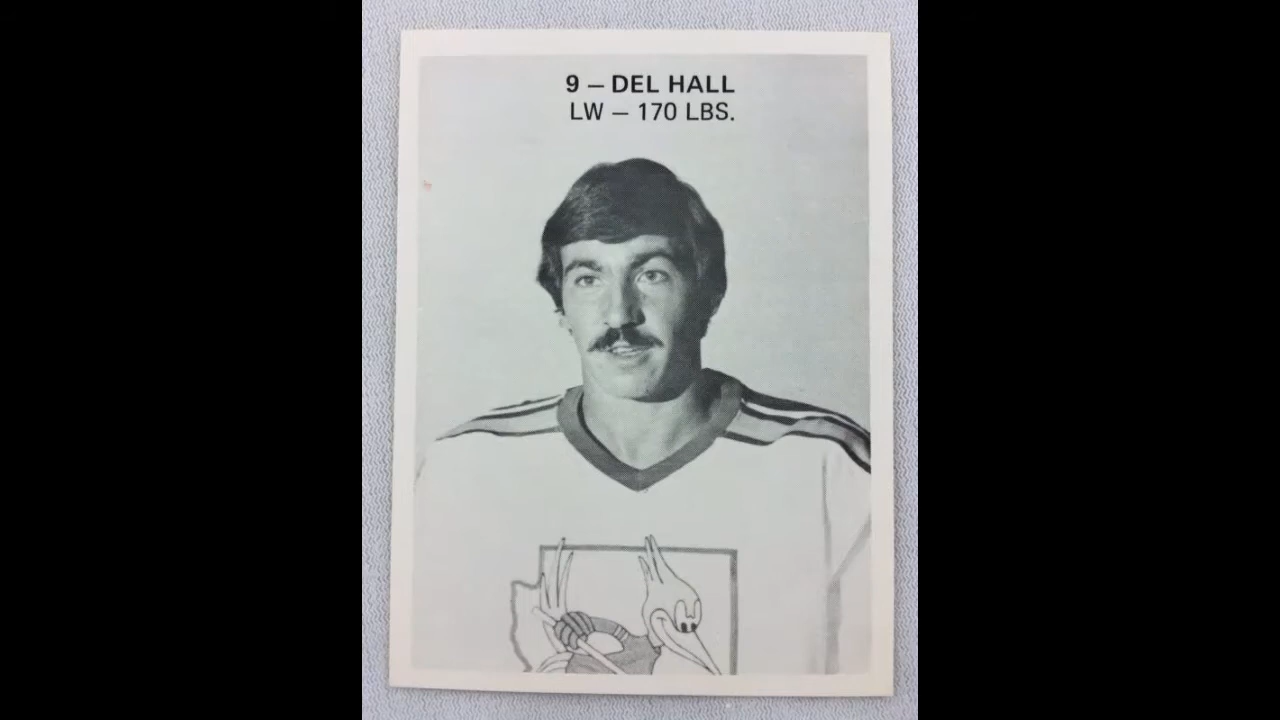 9 – DEL HALL
LW – 170 LBS.